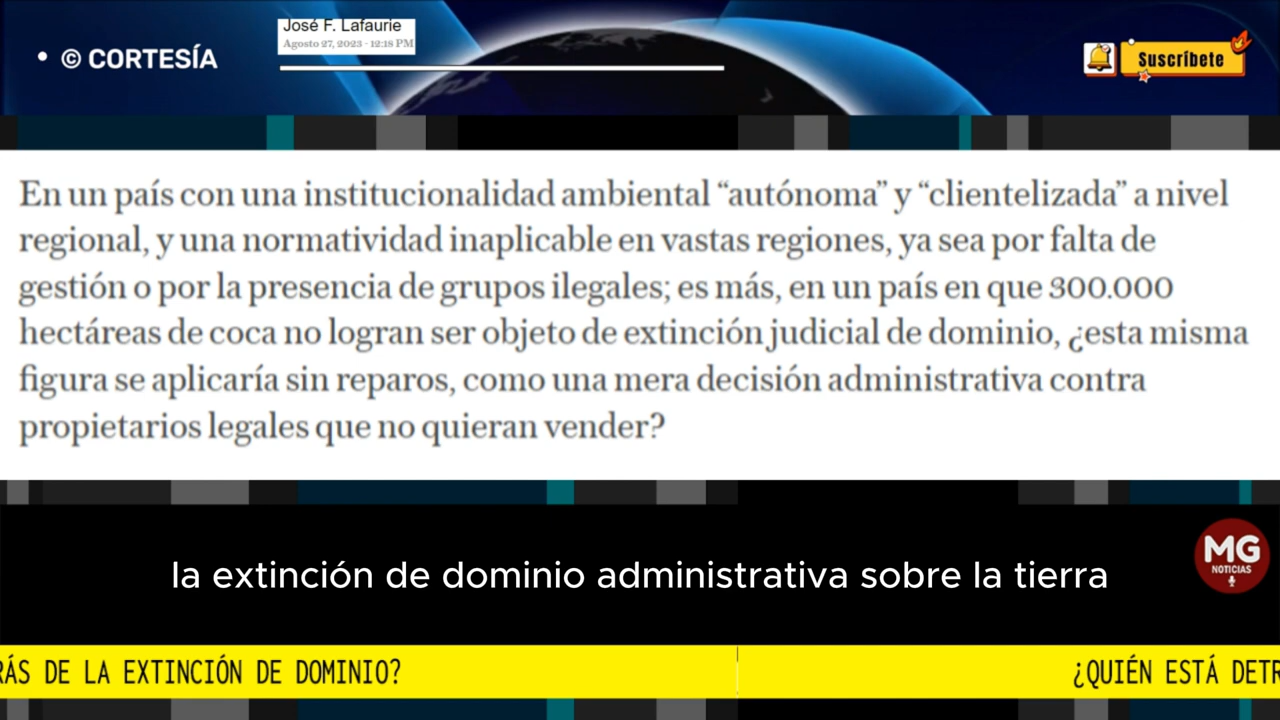 • © CORTESÍA
José F. Lafaurie
Agosto 27, 2023 - 12:18 PM
Suscríbete
En un país con una institucionalidad ambiental “autónoma” y “clientelizada” a nivel
regional, y una normatividad inaplicable en vastas regiones, ya sea por falta de
gestión o por la presencia de grupos ilegales; es más, en un país en que 300.000
hectáreas de coca no logran ser objeto de extinción judicial de dominio, ¿esta misma
figura se aplicaría sin reparos, como una mera decisión administrativa contra
propietarios legales que no quieran vender?
la extinción de dominio administrativa sobre la tierra
MG
NOTICIAS
RÁS DE LA EXTINCIÓN DE DOMINIO?
¿QUIÉN ESTÁ DETR